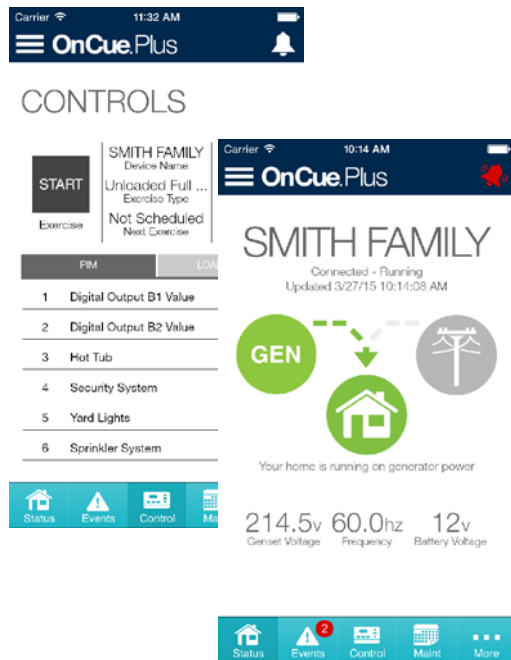 Carrier 11:32 AM
OnCue.Plus
CONTROLS
START
Exercise
SMITH FAMILY
Device Name
Unloaded Full ...
Exercise Type
Not Scheduled
Next Exercise
PIM
1 Digital Output B1 Value
2 Digital Output B2 Value
3 Hot Tub
4 Security System
5 Yard Lights
6 Sprinkler System
Status Events Control
Carrier 10:14 AM
OnCue.Plus
SMITH FAMILY
Connected - Running
Updated 3/27/15 10:14:08 AM
GEN
Your home is running on generator power
214.5v 60.0hz 12v
Genset Voltage Frequency Battery Voltage
2
Status Events Control Maint More